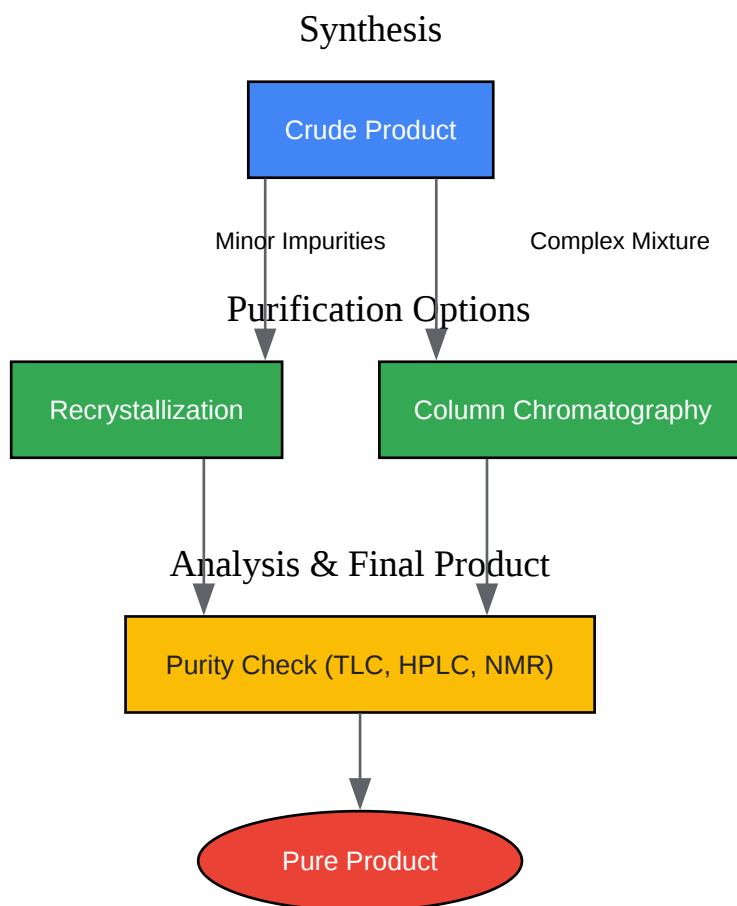 Synthesis
Crude Product
Minor Impurities
Complex Mixture
Purification Options
Recrystallization
Column Chromatography
Analysis & Final Product
Purity Check (TLC, HPLC, NMR)
Pure Product